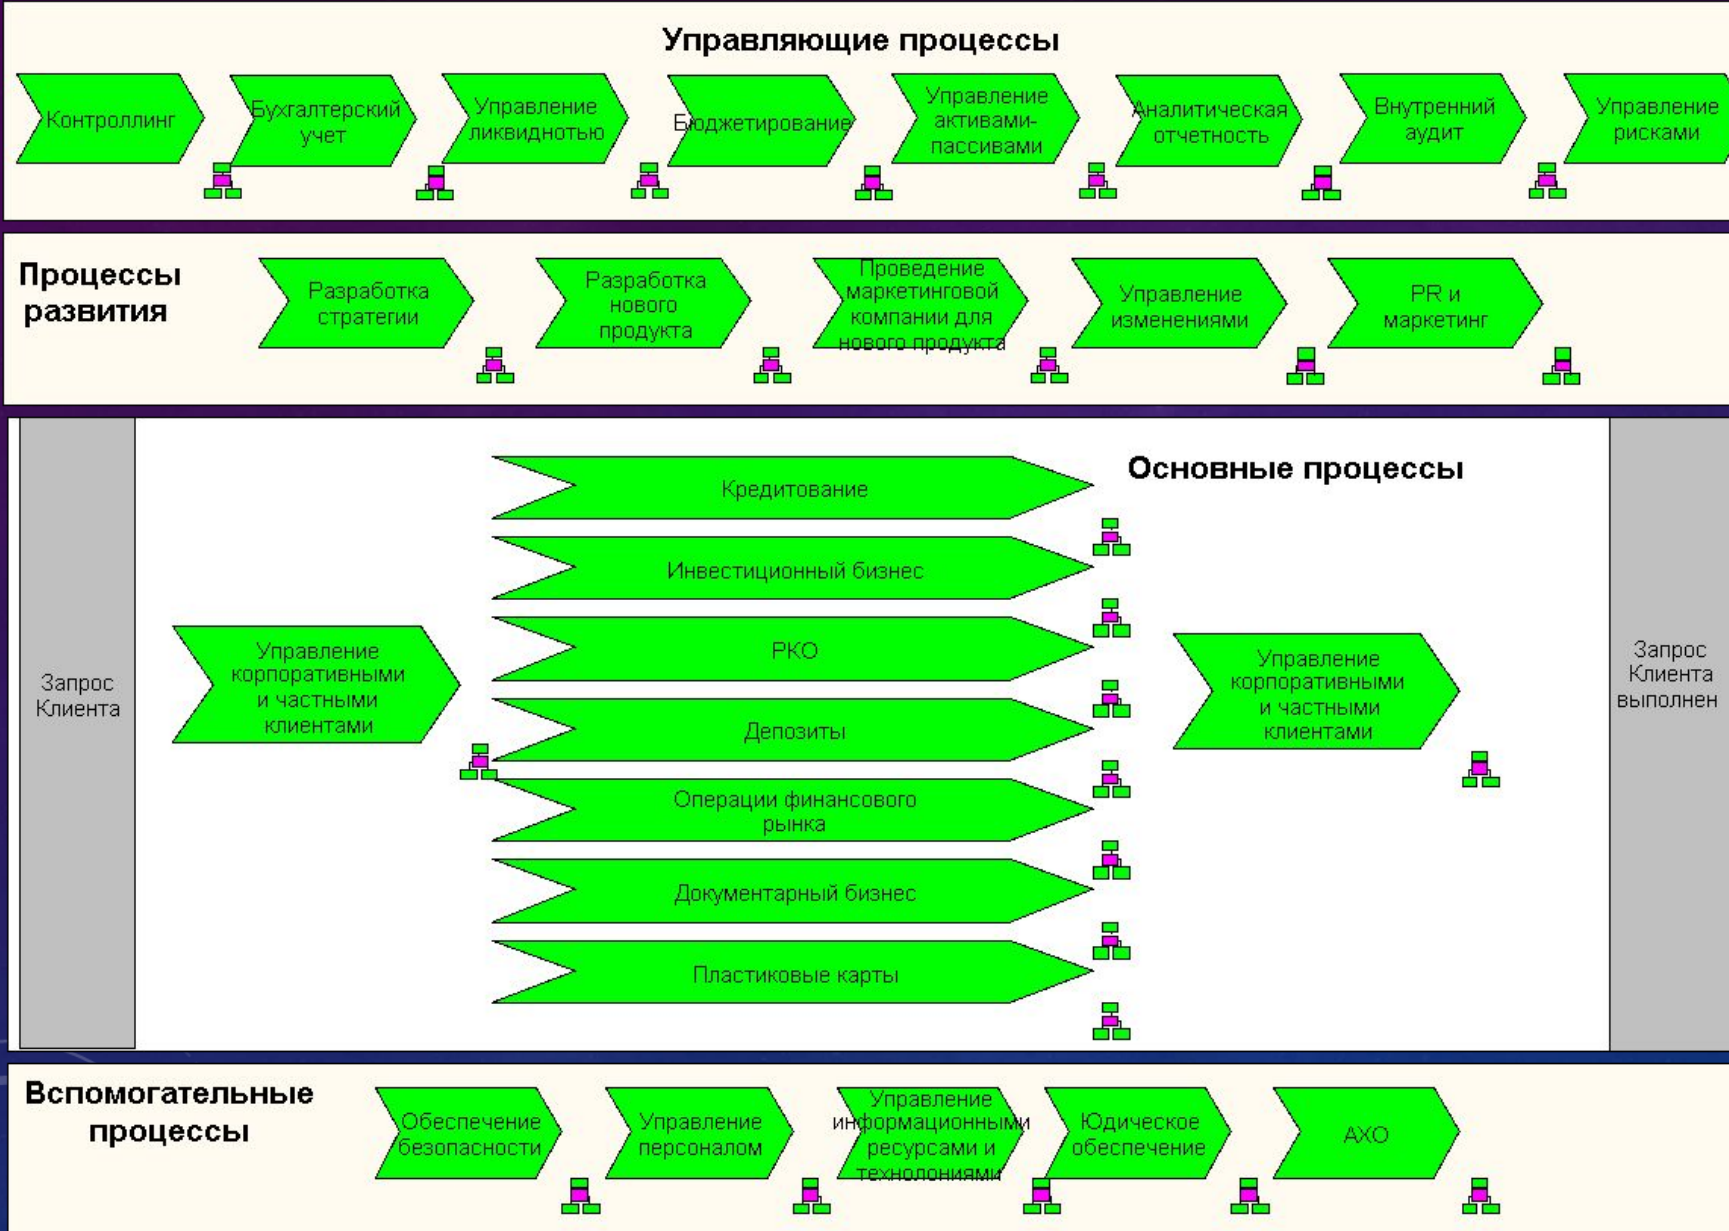 Управляющие процессы
Контроллинг
Бухгалтерский
учет
Управление
ликвиднотью
Бюджетирование
Управление
активами-
пассивами
Аналитическая
отчетность
Внутренний
аудит
Управление
рисками
Процессы
развития
Разработка
стратегии
Разработка
нового
продукта
Проведение
маркетинговой
компании для
нового продукта
Управление
изменениями
PR и
маркетинг
Основные процессы
Запрос
Клиента
Управление
корпоративными
и частными
клиентами
Кредитование
Инвестиционный бизнес
РКО
Депозиты
Операции финансового
рынка
Документарный бизнес
Пластиковые карты
Управление
корпоративными
и частными
клиентами
Запрос
Клиента
выполнен
Вспомогательные
процессы
Обеспечение
безопасности
Управление
персоналом
Управление
информационными
ресурсами и
технолониями
Юдическое
обеспечение
АХО